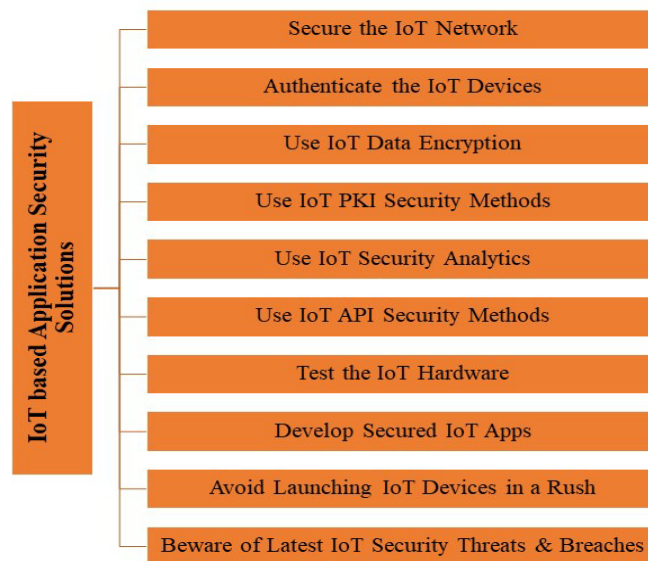 IoT based Application Security
Solutions
Secure the IoT Network
Authenticate the IoT Devices
Use IoT Data Encryption
Use IoT PKI Security Methods
Use IoT Security Analytics
Use IoT API Security Methods
Test the IoT Hardware
Develop Secured IoT Apps
Avoid Launching IoT Devices in a Rush
Beware of Latest IoT Security Threats & Breaches